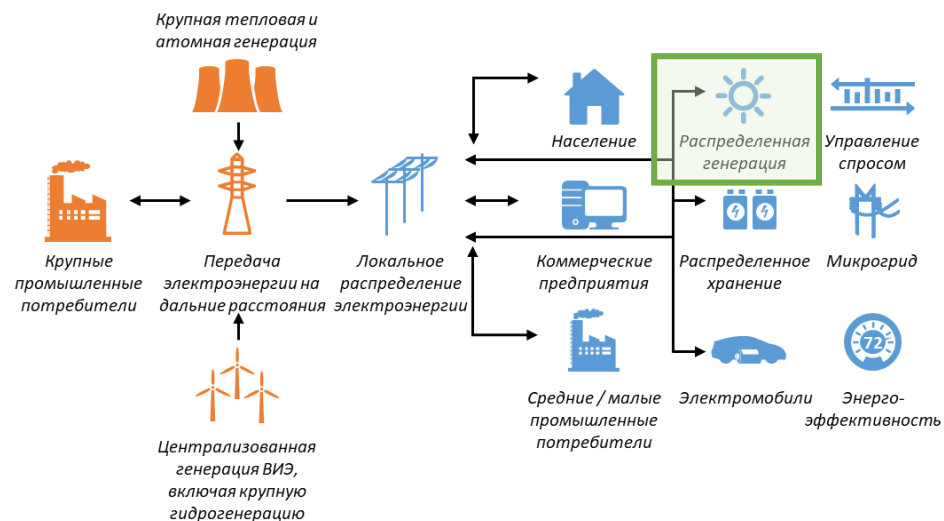 Крупная тепловая и
атомная генерация
Население
Распределенная
генерация
Управление
спросом
Крупные
промышленные
потребители
Передача
электроэнергии на
дальние расстояния
Локальное
распределение
электроэнергии
Коммерческие
предприятия
Распределенное
хранение
Микрогрид
72
Средние / малые
промышленные
потребители
Электромобили
Энерго-
эффективность
Централизованная
генерация ВИЭ,
включая крупную
гидрогенерацию